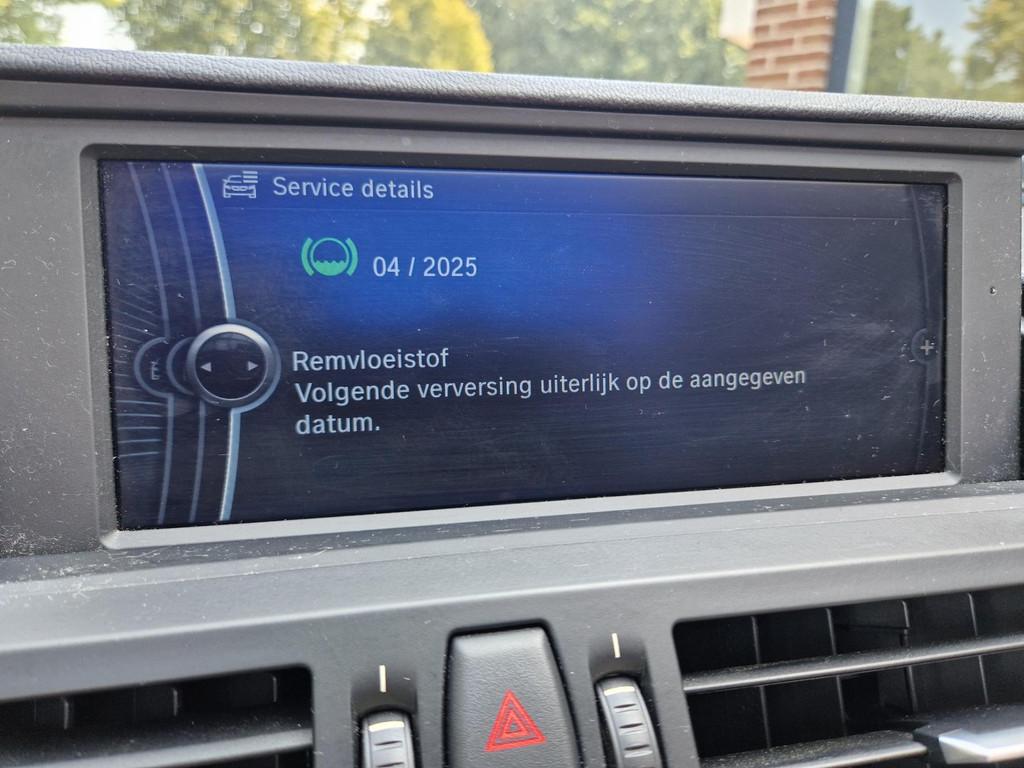 Service details
04 / 2025
Remvloeistof
Volgende verversing uiterlijk op de aangegeven
datum.